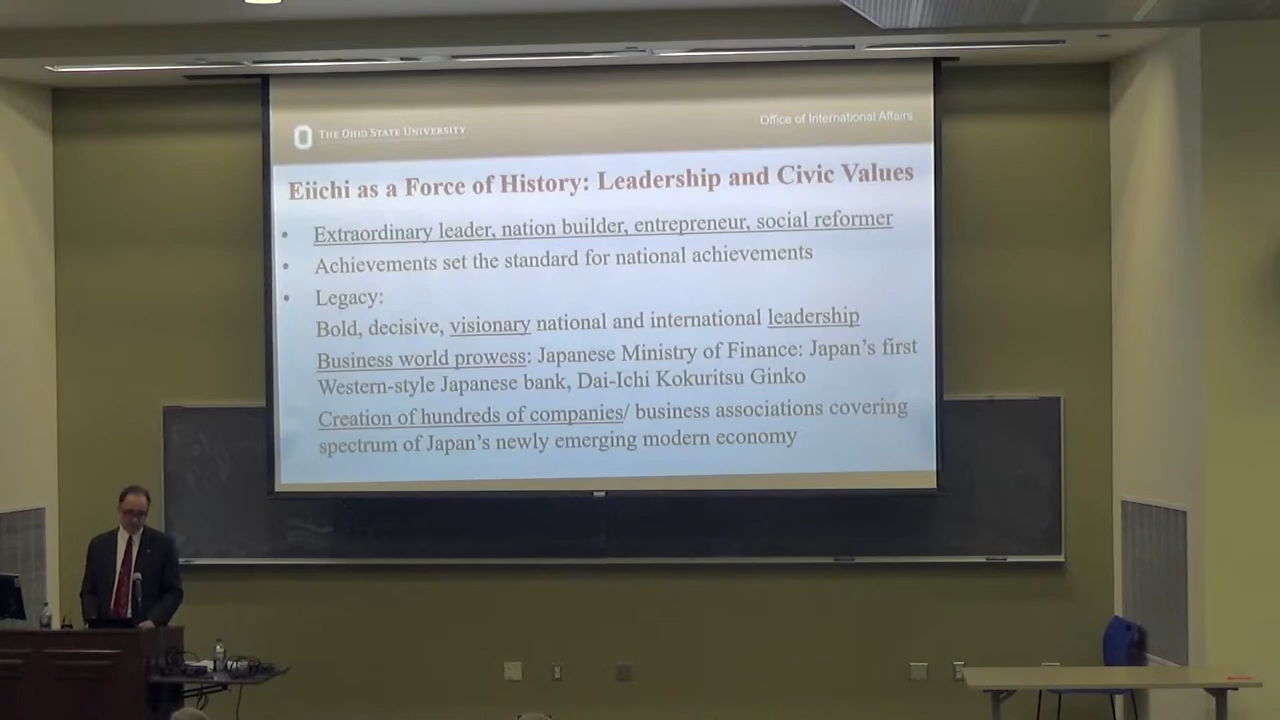 THE OHIO STATE UNIVERSITY
Office of International Affairs
Eiichi as a Force of History: Leadership and Civic Values
• Extraordinary leader, nation builder, entrepreneur, social reformer
• Achievements set the standard for national achievements
• Legacy:
Bold, decisive, visionary national and international leadership
Business world prowess: Japanese Ministry of Finance: Japan's first
Western-style Japanese bank, Dai-Ichi Kokuritsu Ginko
Creation of hundreds of companies/ business associations covering
spectrum of Japan's newly emerging modern economy